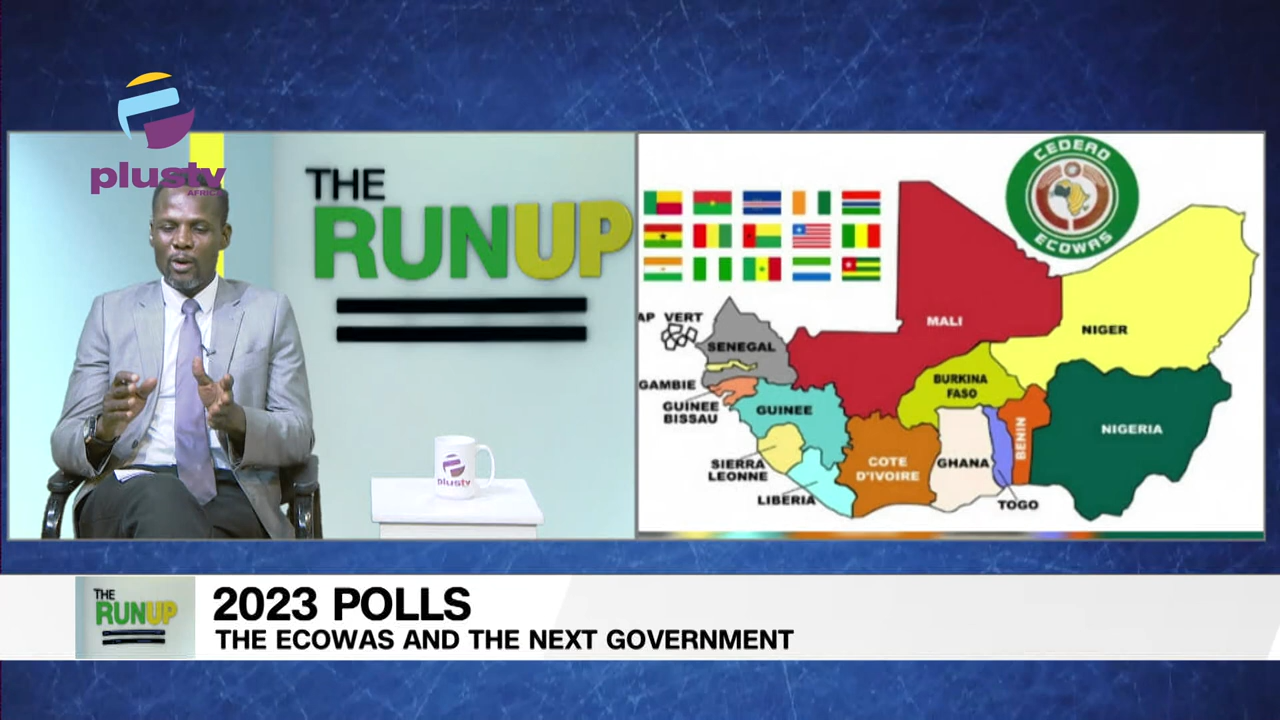 plustv
AFRICA
THE
RUNUP
plustv
CEDEAO
ECOWAS
AP VERT
SENEGAL
GAMBIE
GUINEE
BISSAU
GUINEE
SIERRA
LEONNE
LIBERIA
MALI
NIGER
BURKINA
FASO
COTE
D'IVOIRE
GHANA
TOGO
BENIN
NIGERIA
THE
RUNUP
2023 POLLS
THE ECOWAS AND THE NEXT GOVERNMENT